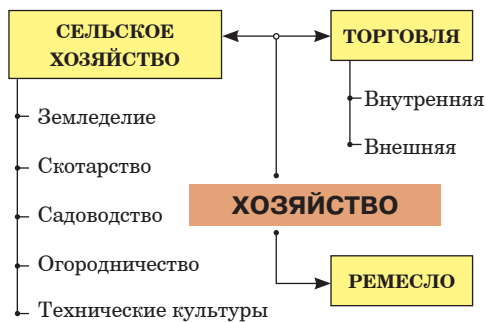 СЕЛЬСКОЕ
ХОЗЯЙСТВО
ТОРГОВЛЯ
Земледелие
Скотарство
Садоводство
Огородничество
Технические культуры
Внутренняя
Внешняя
ХОЗЯЙСТВО
РЕМЕСЛО